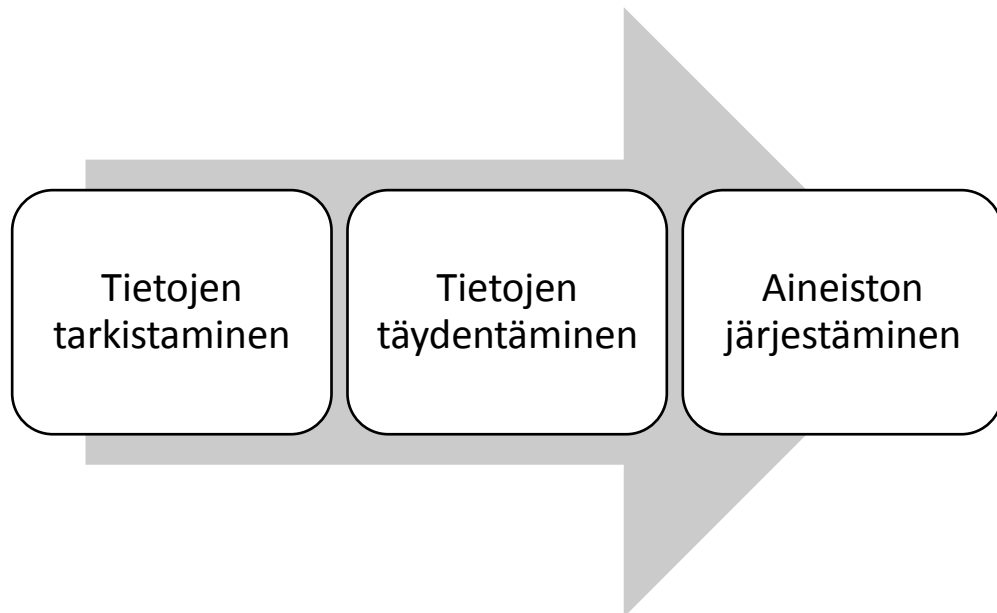 Tietojen
tarkistaminen
Tietojen
täydentäminen
Aineiston
järjestäminen